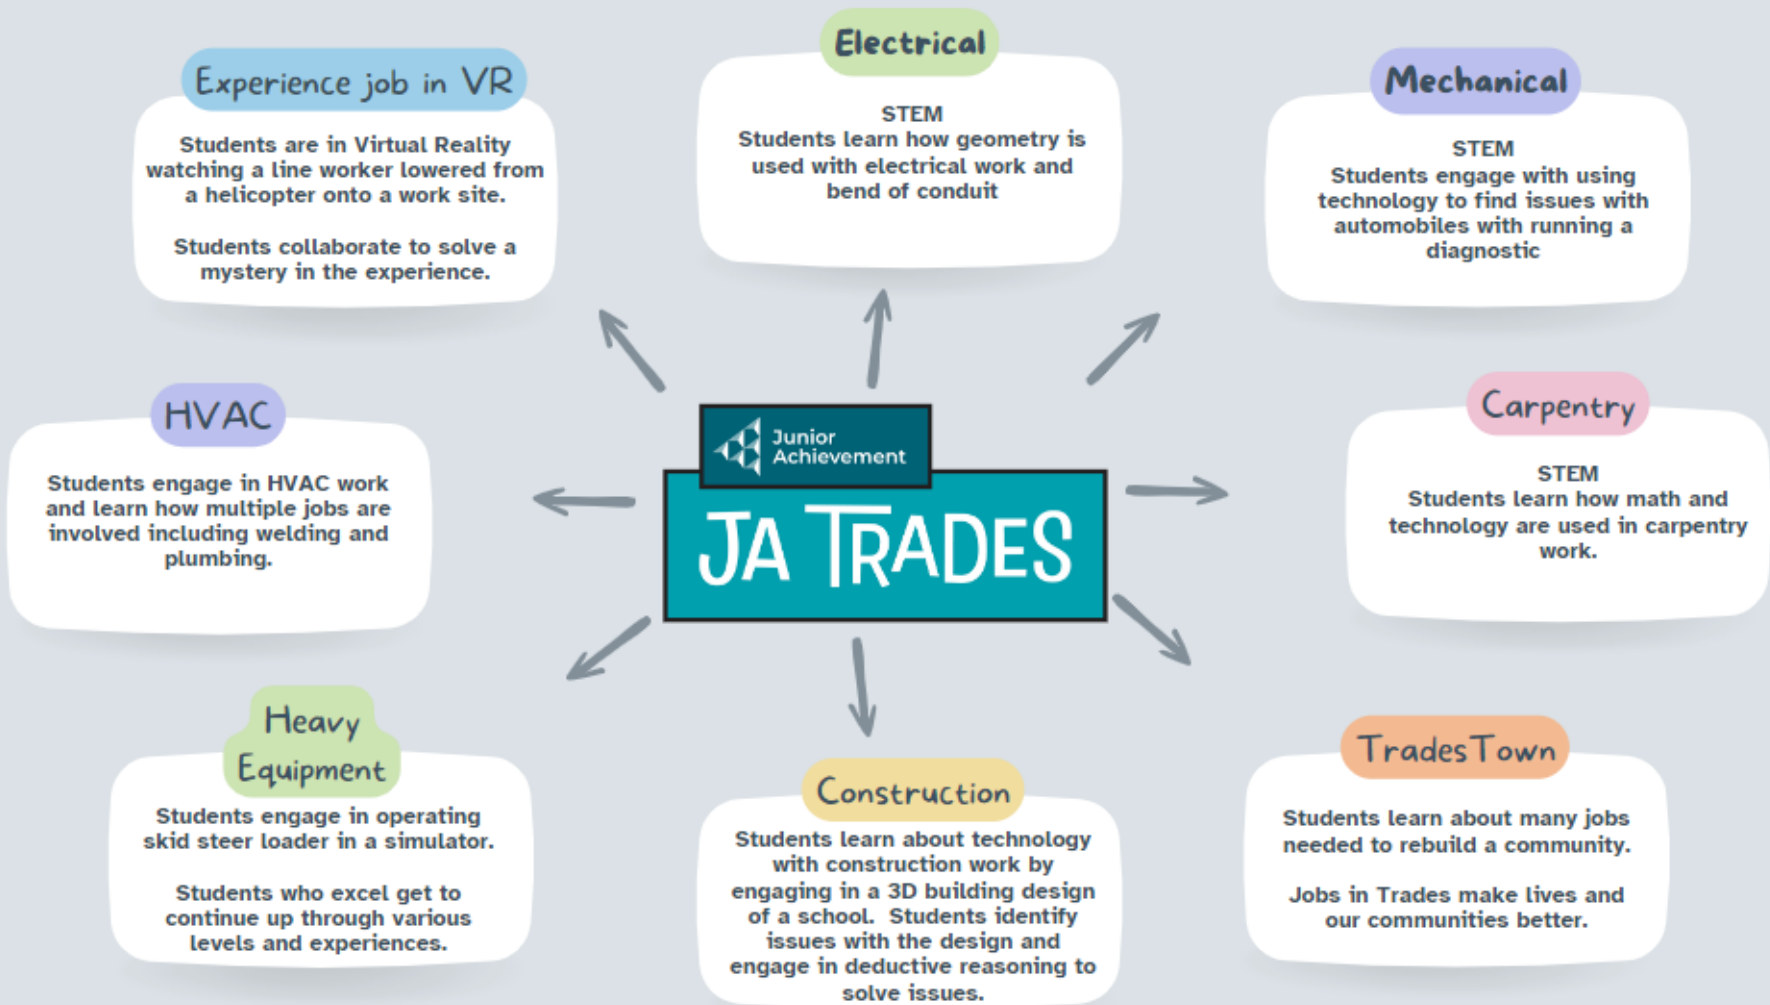 Experience job in VR
Students are in Virtual Reality
watching a line worker lowered from
a helicopter onto a work site.
Students collaborate to solve a
mystery in the experience.
Electrical
STEM
Students learn how geometry is
used with electrical work and
bend of conduit
Mechanical
STEM
Students engage with using
technology to find issues with
automobiles with running a
diagnostic
HVAC
Students engage in HVAC work
and learn how multiple jobs are
involved including welding and
plumbing.
Junior
Achievement
JA TRADES
Carpentry
STEM
Students learn how math and
technology are used in carpentry
work.
Heavy
Equipment
Students engage in operating
skid steer loader in a simulator.
Students who excel get to
continue up through various
levels and experiences.
Construction
Students learn about technology
with construction work by
engaging in a 3D building design
of a school. Students identify
issues with the design and
engage in deductive reasoning to
solve issues.
TradesTown
Students learn about many jobs
needed to rebuild a community.
Jobs in Trades make lives and
our communities better.